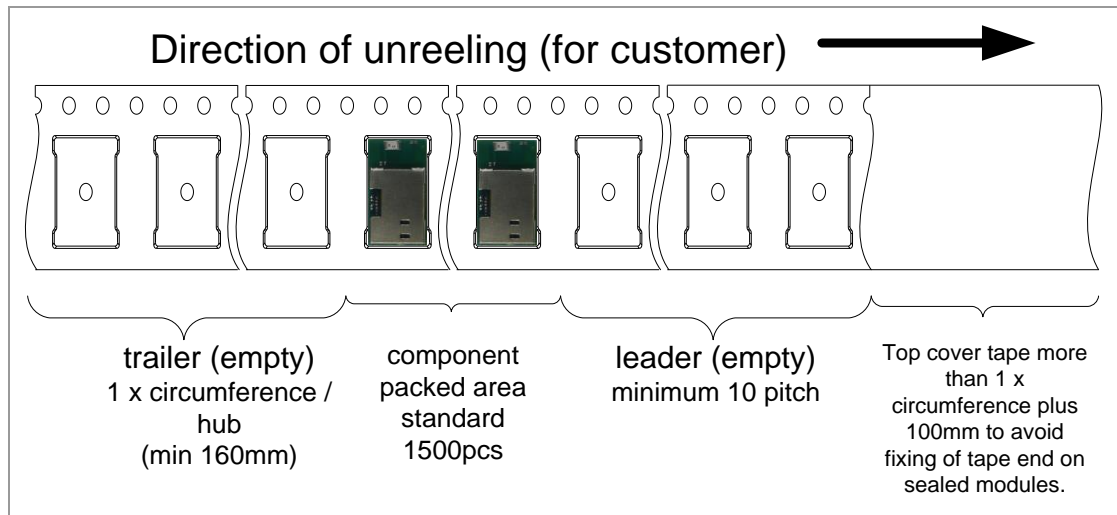 Direction of unreeling (for customer)
trailer (empty)
1 x circumference /
hub
(min 160mm)
component
packed area
standard
1500pcs
leader (empty)
minimum 10 pitch
Top cover tape more
than 1 x
circumference plus
100mm to avoid
fixing of tape end on
sealed modules.